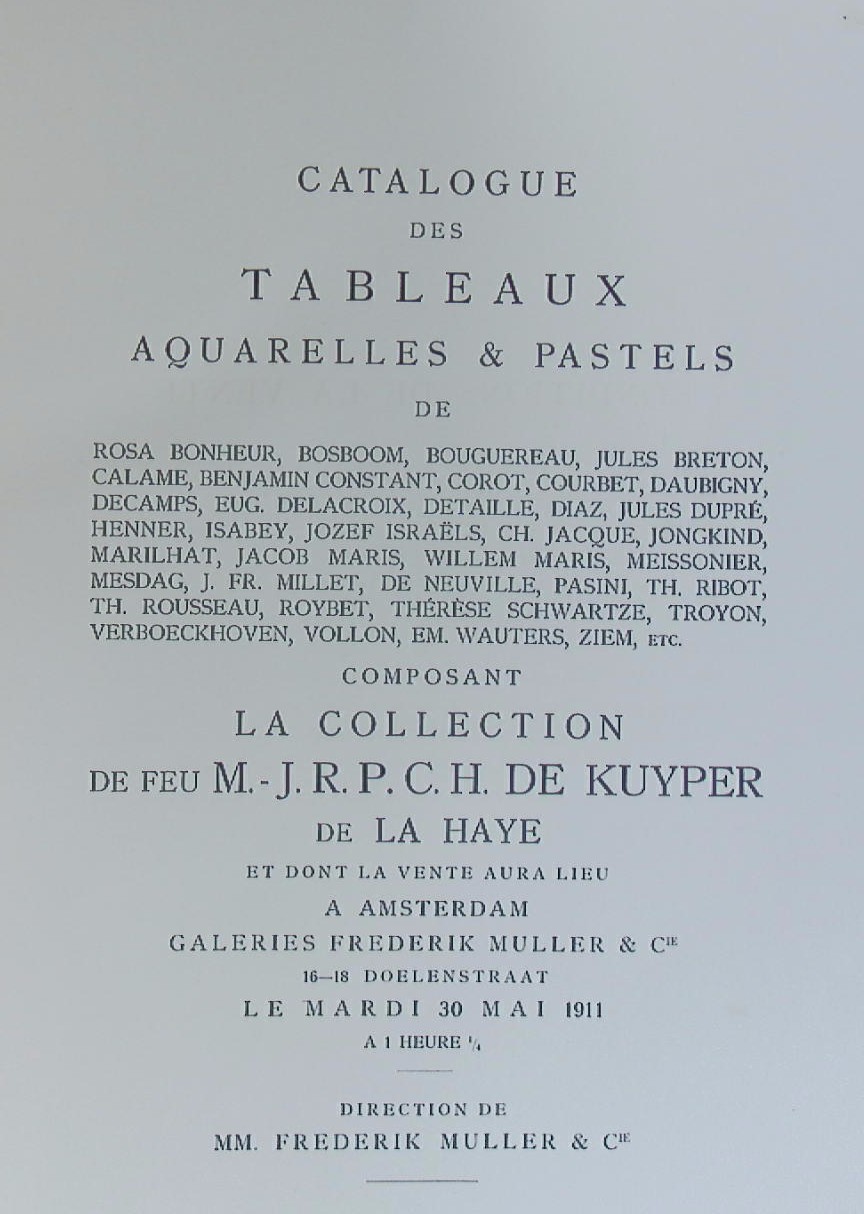 CATALOGUE
DES
TABLEAUX
AQUARELLES & PASTELS
DE
ROSA BONHEUR, BOSBOOM, BOUGUEREAU, JULES BRETON,
CALAME, BENJAMIN CONSTANT, COROT, COURBET, DAUBIGNY,
DECAMPS, EUG. DELACROIX, DETAILLE, DIAZ, JULES DUPRÉ,
HENNER, ISABEY, JOZEF ISRAËLS, CH. JACQUE, JONGKIND,
MARILHAT, JACOB MARIS, WILLEM MARIS, MEISSONIER,
MESDAG, J. FR. MILLET, DE NEUVILLE, PASINI, TH. RIBOT,
TH. ROUSSEAU, ROYBET, THÉRÈSE SCHWARTZE, TROYON,
VERBOECKHOVEN, VOLLON, EM. WAUTERS, ZIEM, ETC.
COMPOSANT
LA COLLECTION
DE FEU M.-J. R. P. C. H. DE KUYPER
DE LA HAYE
ET DONT LA VENTE AURA LIEU
A AMSTERDAM
GALERIES FREDERIK MULLER & CIE
16—18 DOELENSTRAAT
LE MARDI 30 MAI 1911
A 1 HEURE 1/4
DIRECTION DE
MM. FREDERIK MULLER & CIE